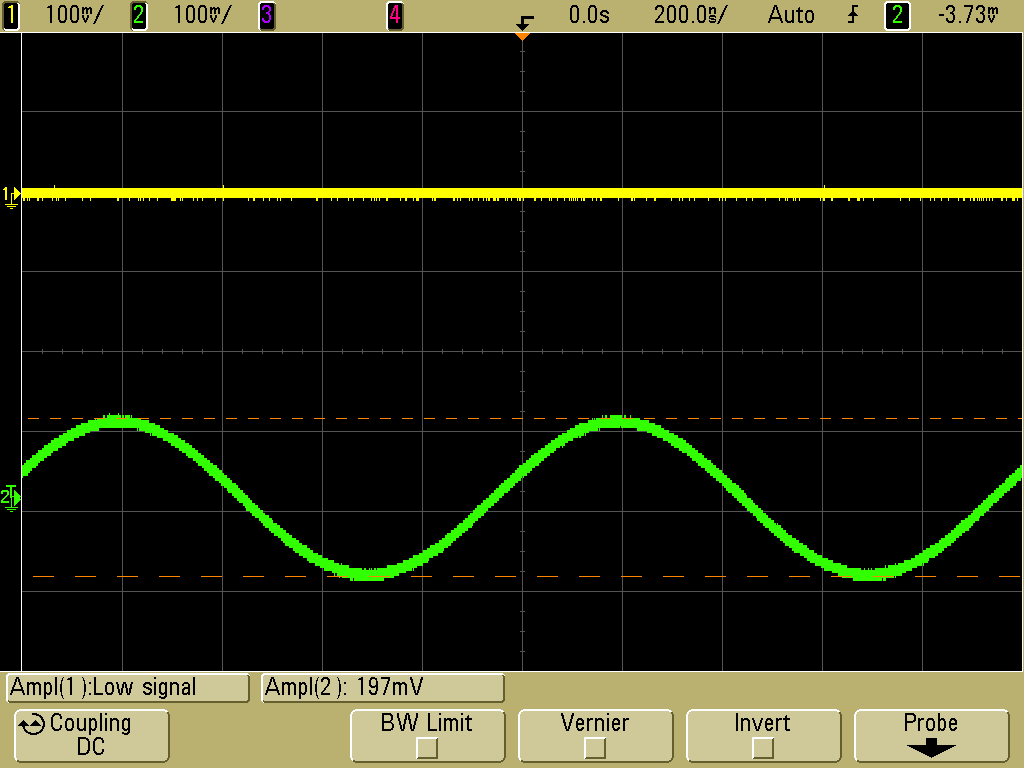 1 100mV/ 2 100mV/ 3 4 0.0s 200.0s/ Auto 2 -3.73mV
1
2
Ampl(1 ):Low signal Ampl(2 ): 197mV
Coupling BW Limit Vernier Invert Probe
DC